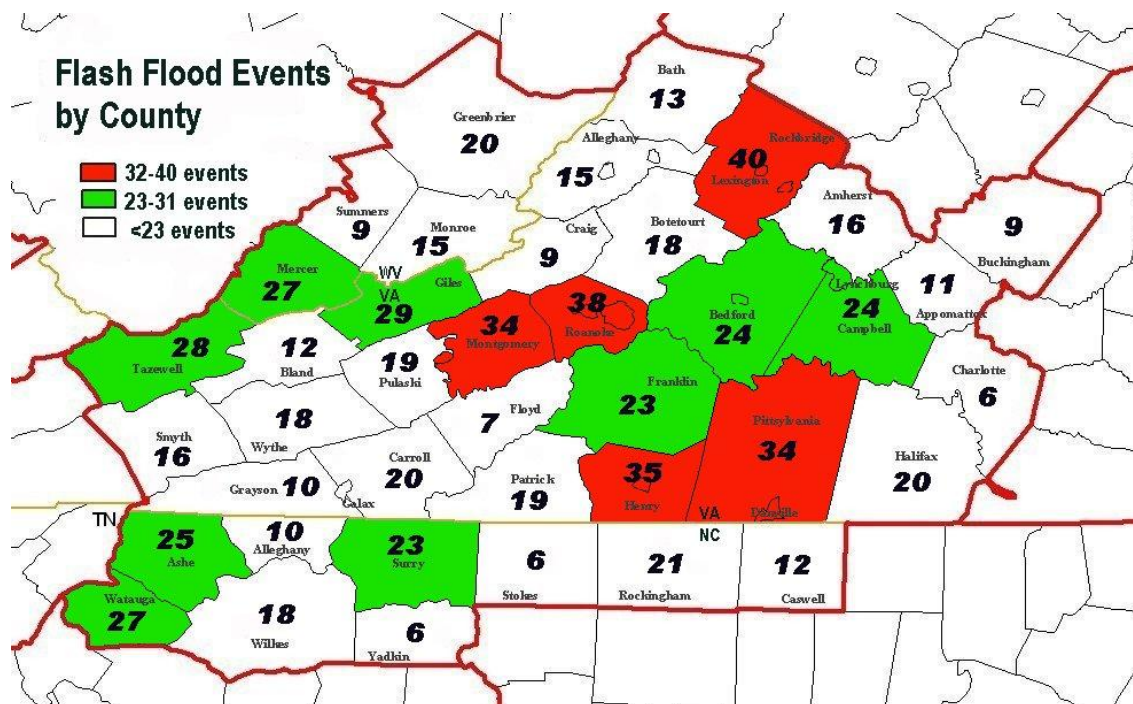 Flash Flood Events
by County
32-40 events
23-31 events
<23 events
Bath
13
Greenbrier
20
Alleghany
15
Rockbridge
40
Lexington
Amherst
16
Summers
9
Monroe
15
Craig
9
Botetourt
18
9
Buckingham
Mercer
27
WV
VA
Giles
29
Lynchburg
24
Campbell
11
Appomattox
34
Montgomery
38
Roanoke
Bedford
24
28
Tazewell
12
Bland
19
Pulaski
Franklin
23
Charlotte
6
18
Wythe
7
Floyd
Pittsylvania
34
Smyth
16
Carroll
20
Halifax
20
Grayson 10
Galax
Patrick
19
35
Henry
Danville
TN
VA
NC
25
Ashe
10
Alleghany
23
Surry
6
Stokes
21
Rockingham
12
Caswell
Watauga
27
18
Wilkes
6
Yadkin